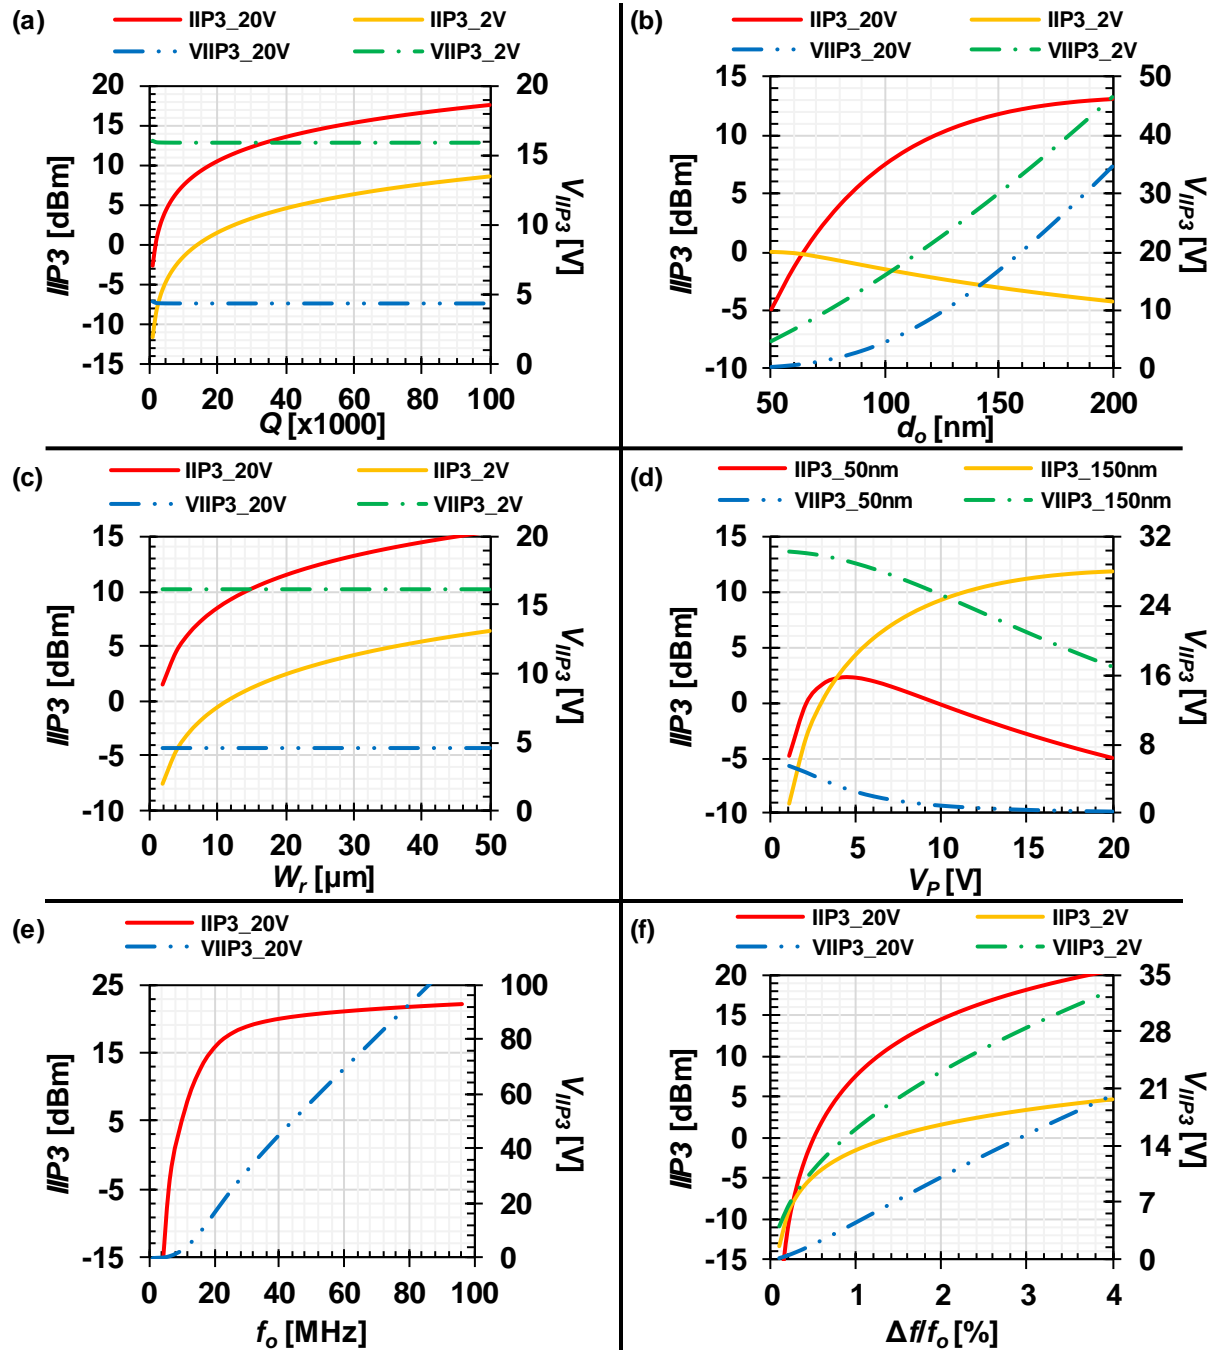 (a)
IIP3_20V IIP3_2V
VIIP3_20V VIIP3_2V
20 15 10 5 0 -5 -10 -15
IIP3 [dBm]
20 15 10 5 0
VIIP3 [V]
0 20 40 60 80 100
Q [x1000]
(b)
IIP3_20V IIP3_2V
VIIP3_20V VIIP3_2V
15 10 5 0 -5 -10
IIP3 [dBm]
50 40 30 20 10 0
VIIP3 [V]
50 100 150 200
do [nm]
(c)
IIP3_20V IIP3_2V
VIIP3_20V VIIP3_2V
15 10 5 0 -5 -10
IIP3 [dBm]
20 15 10 5 0
VIIP3 [V]
0 10 20 30 40 50
Wr [µm]
(d)
IIP3_50nm IIP3_150nm
VIIP3_50nm VIIP3_150nm
15 10 5 0 -5 -10
IIP3 [dBm]
32 24 16 8 0
VIIP3 [V]
0 5 10 15 20
VP [V]
(e)
IIP3_20V
VIIP3_20V
25 15 5 -5 -15
IIP3 [dBm]
100 80 60 40 20 0
VIIP3 [V]
0 20 40 60 80 100
fo [MHz]
(f)
IIP3_20V IIP3_2V
VIIP3_20V VIIP3_2V
20 15 10 5 0 -5 -10 -15
IIP3 [dBm]
35 28 21 14 7 0
VIIP3 [V]
0 1 2 3 4
Δf/fo [%]